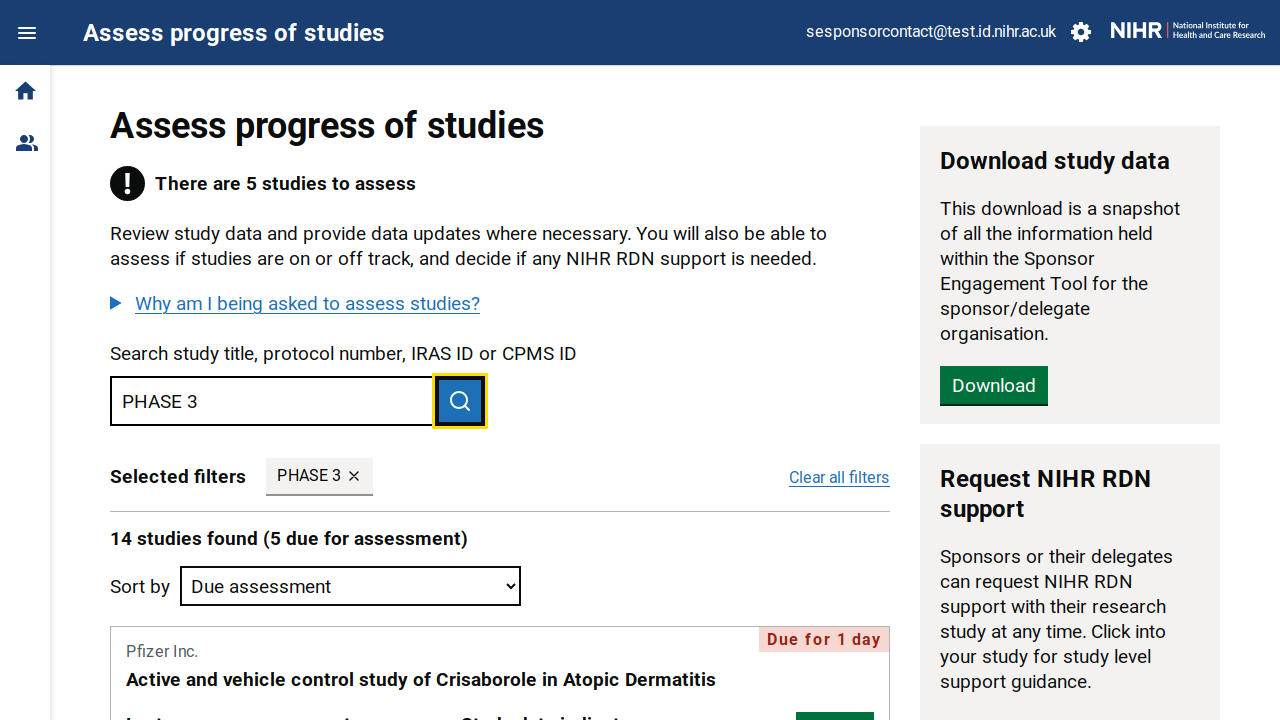 Assess progress of studies
sesponsorcontact@test.id.nihr.ac.uk
NIHR | National Institute for
Health and Care Research
Assess progress of studies
There are 5 studies to assess
Review study data and provide data updates where necessary. You will also be able to
assess if studies are on or off track, and decide if any NIHR RDN support is needed.
Why am I being asked to assess studies?
Search study title, protocol number, IRAS ID or CPMS ID
PHASE 3
Selected filters
PHASE 3
Clear all filters
14 studies found (5 due for assessment)
Sort by
Due assessment
Due for 1 day
Pfizer Inc.
Active and vehicle control study of Crisaborole in Atopic Dermatitis
Download study data
This download is a snapshot
of all the information held
within the Sponsor
Engagement Tool for the
sponsor/delegate
organisation.
Download
Request NIHR RDN
support
Sponsors or their delegates
can request NIHR RDN
support with their research
study at any time. Click into
your study for study level
support guidance.